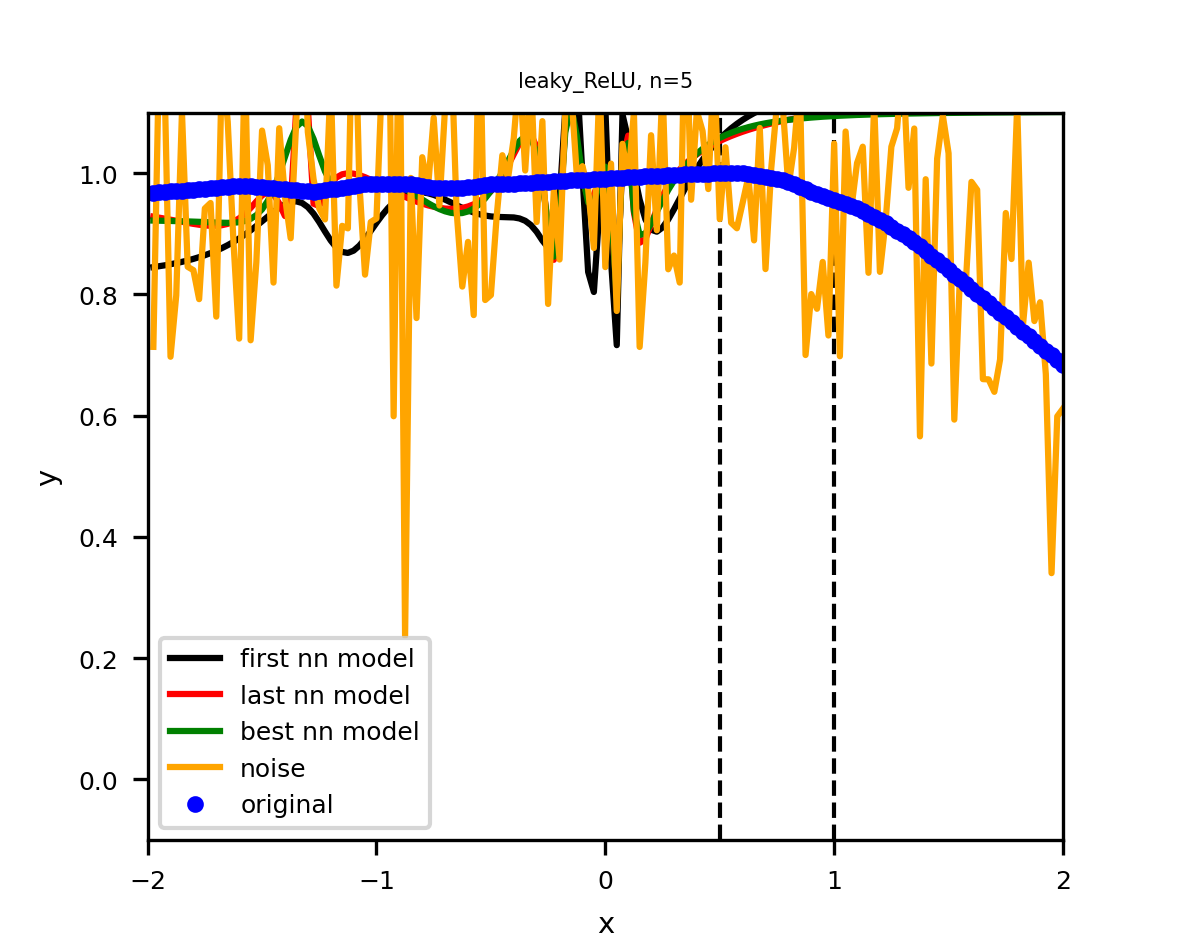 leaky_ReLU, n=5
1.0
0.8
0.6
0.4
0.2
0.0
y
first nn model
last nn model
best nn model
noise
original
−2
−1
0
1
2
x